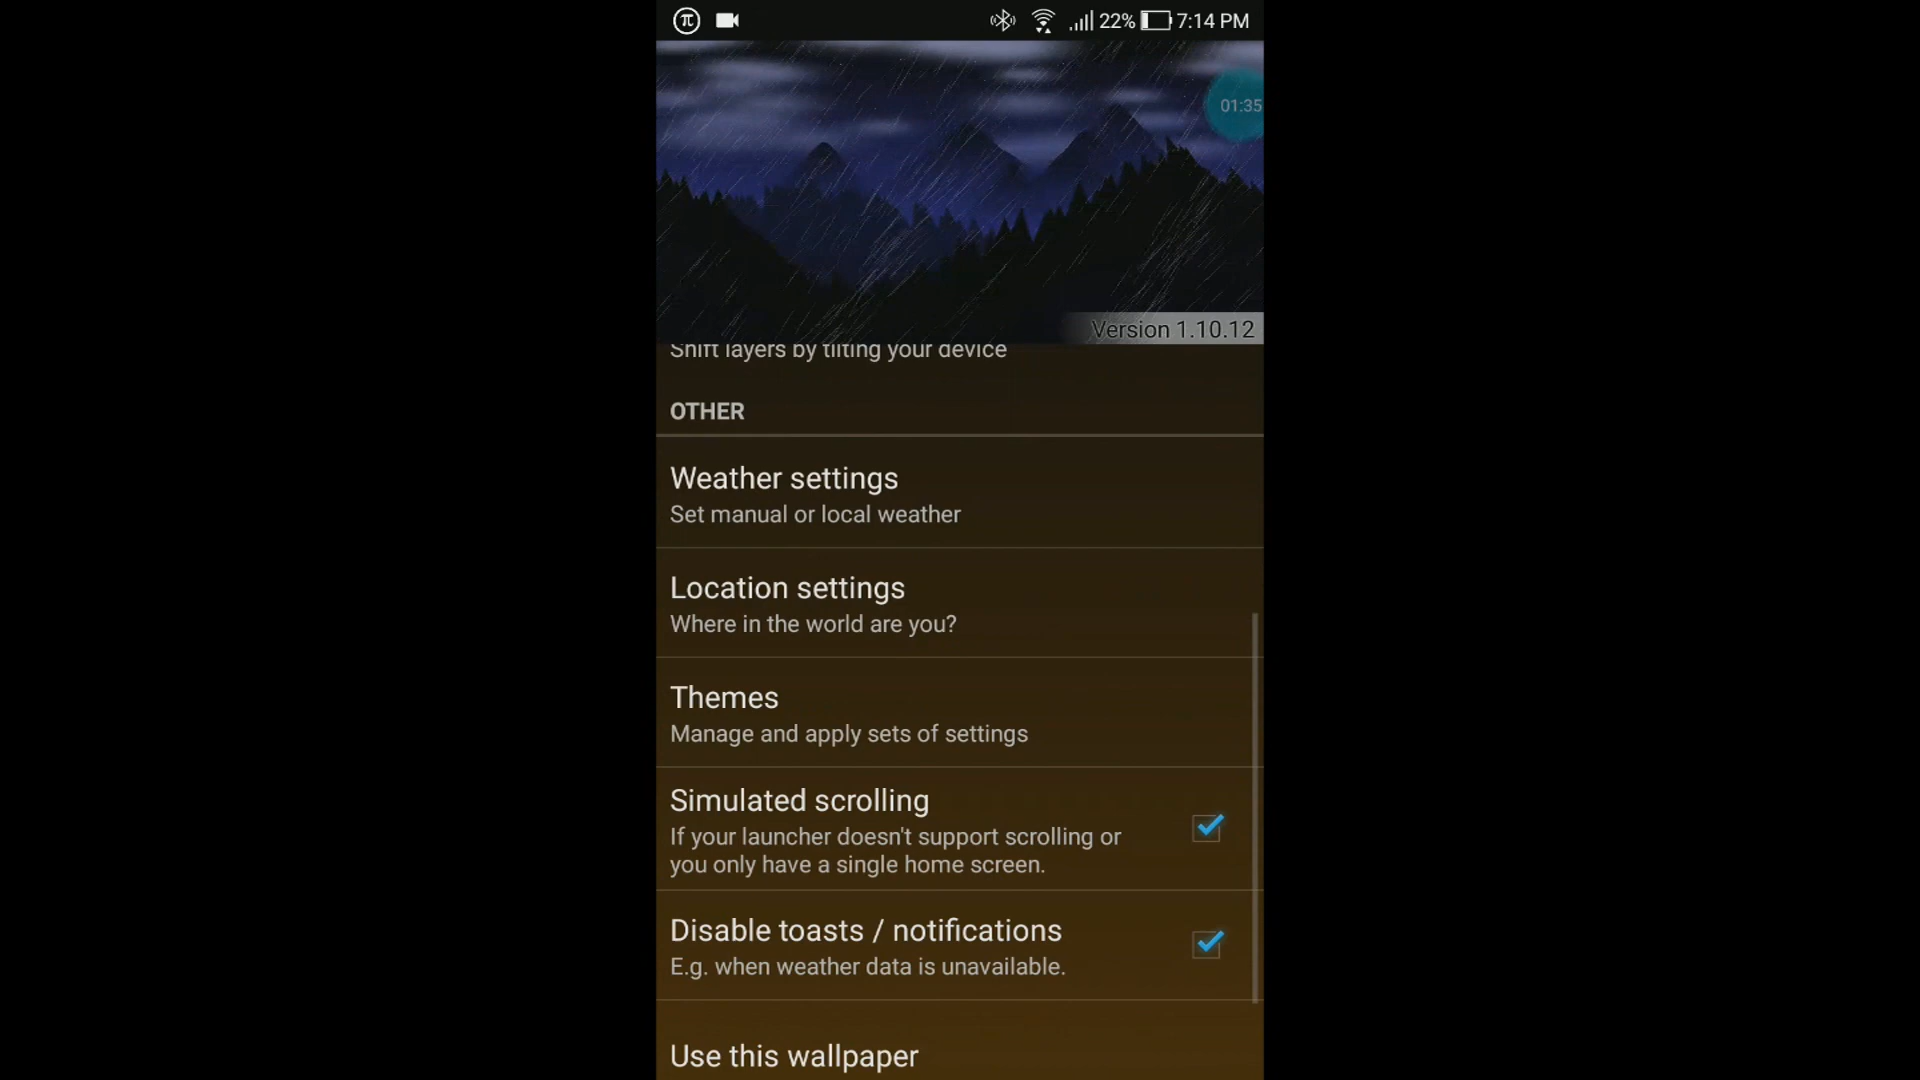 π 22% 7:14 PM
01:35
Version 1.10.12
Shift layers by tilting your device
OTHER
Weather settings
Set manual or local weather
Location settings
Where in the world are you?
Themes
Manage and apply sets of settings
Simulated scrolling
If your launcher doesn't support scrolling or
you only have a single home screen.
Disable toasts / notifications
E.g. when weather data is unavailable.
Use this wallpaper